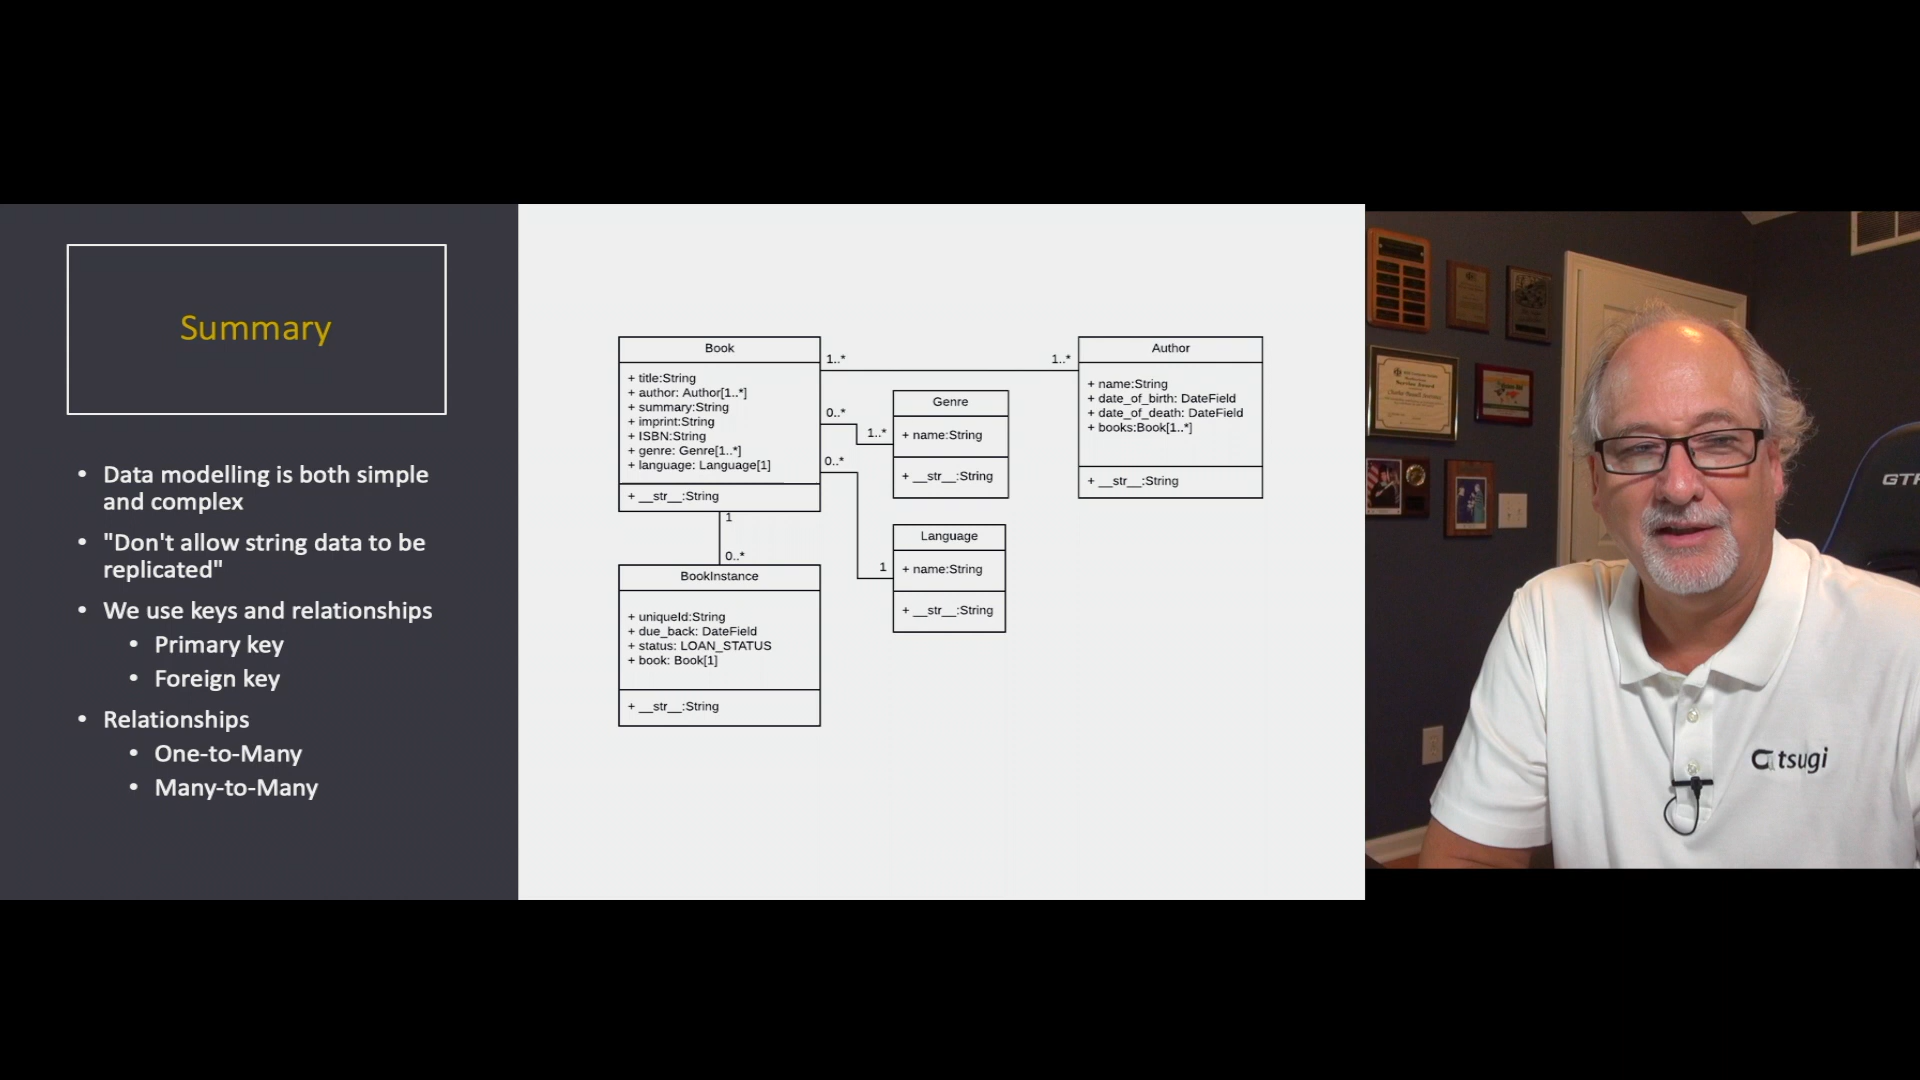 Summary
• Data modelling is both simple
and complex
• "Don't allow string data to be
replicated"
• We use keys and relationships
• Primary key
• Foreign key
• Relationships
• One-to-Many
• Many-to-Many
Book
+ title:String
+ author: Author[1..*]
+ summary:String
+ imprint:String
+ ISBN:String
+ genre: Genre[1..*]
+ language: Language[1]
+ __str__:String
1..*
1..*
0..*
1..*
0..*
1
1
0..*
Genre
+ name:String
+ __str__:String
Author
+ name:String
+ date_of_birth: DateField
+ date_of_death: DateField
+ books:Book[1..*]
+ __str__:String
Language
+ name:String
+ __str__:String
BookInstance
+ uniqueId:String
+ due_back: DateField
+ status: LOAN_STATUS
+ book: Book[1]
+ __str__:String
tsugi